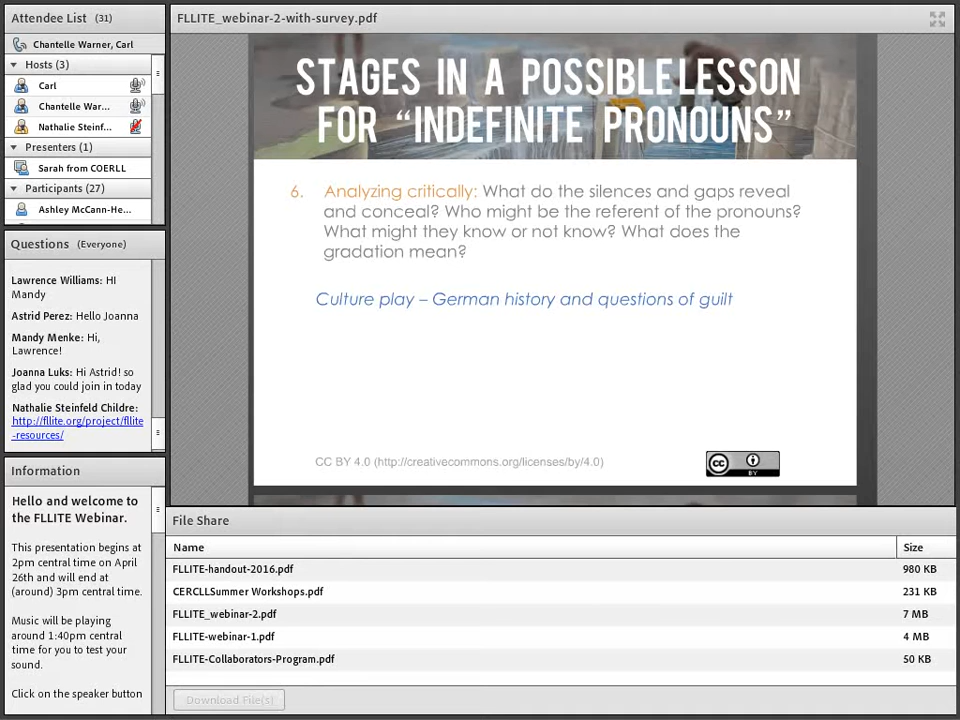 Attendee List (31)
Chantelle Warner, Carl
Hosts (3)
Carl
Chantelle War...
Nathalie Steinf...
Presenters (1)
Sarah from COERLL
Participants (27)
Ashley McCann-He...
Questions (Everyone)
Lawrence Williams: HI
Mandy
Astrid Perez: Hello Joanna
Mandy Menke: Hi,
Lawrence!
Joanna Luks: Hi Astrid! so
glad you could join in today
Nathalie Steinfeld Childre:
http://fllite.org/project/fllite
-resources/
Information
Hello and welcome to
the FLLITE Webinar.
This presentation begins at
2pm central time on April
26th and will end at
(around) 3pm central time.
Music will be playing
around 1:40pm central
time for you to test your
sound.
Click on the speaker button
FLLITE_webinar-2-with-survey.pdf
STAGES IN A POSSIBLE LESSON
FOR “INDEFINITE PRONOUNS”
6. Analyzing critically: What do the silences and gaps reveal
and conceal? Who might be the referent of the pronouns?
What might they know or not know? What does the
gradation mean?
Culture play – German history and questions of guilt
CC BY 4.0 (http://creativecommons.org/licenses/by/4.0)
cc
BY
File Share
Name Size
FLLITE-handout-2016.pdf 980 KB
CERCLLSummer Workshops.pdf 231 KB
FLLITE_webinar-2.pdf 7 MB
FLLITE-webinar-1.pdf 4 MB
FLLITE-Collaborators-Program.pdf 50 KB
Download File(s)